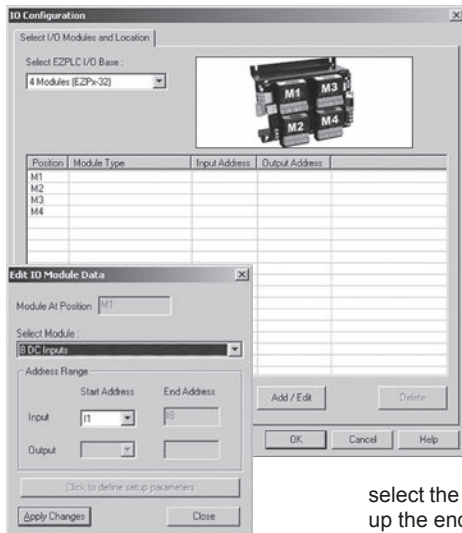 IO Configuration
Select I/O Modules and Location
Select EZPLC I/O Base :
4 Modules (EZPx-32)
M1 M3
M2 M4
Position Module Type Input Address Output Address
M1
M2
M3
M4
Edit IO Module Data
Module At Position M1
Select Module :
8 DC Inputs
Address Range
Start Address End Address
Input I1 I8
Output
Click to define setup parameters
Apply Changes Close
Add / Edit Delete
OK Cancel Help
select the
up the end